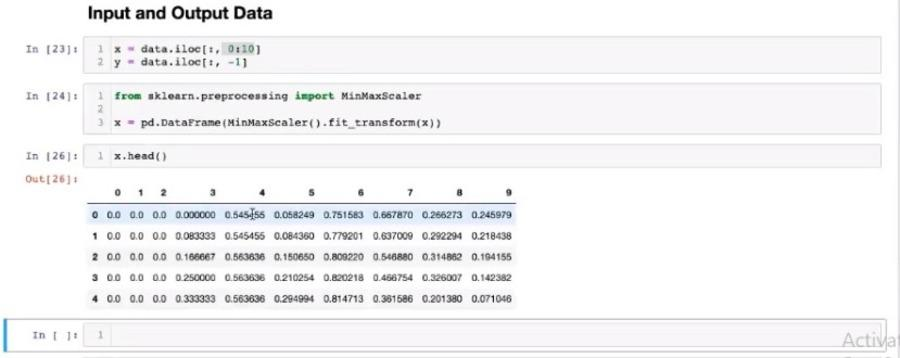 Input and Output Data
In [23]: 1 x = data.iloc[:, 0:10]
2 y = data.iloc[:, -1]
In [24]: 1 from sklearn.preprocessing import MinMaxScaler
2
3 x = pd.DataFrame(MinMaxScaler().fit_transform(x))
In [26]: 1 x.head()
Out[26]:
0 1 2 3 4 5 6 7 8 9
0 0.0 0.0 0.0 0.000000 0.545455 0.058249 0.751583 0.667870 0.266273 0.245979
1 0.0 0.0 0.0 0.083333 0.545455 0.084360 0.779201 0.637009 0.292294 0.218438
2 0.0 0.0 0.0 0.166667 0.563636 0.150650 0.809220 0.546880 0.314862 0.194155
3 0.0 0.0 0.0 0.250000 0.563636 0.210254 0.820218 0.466754 0.326007 0.142382
4 0.0 0.0 0.0 0.333333 0.563636 0.294994 0.814713 0.361586 0.201380 0.071046
In [ ]: 1
Activa